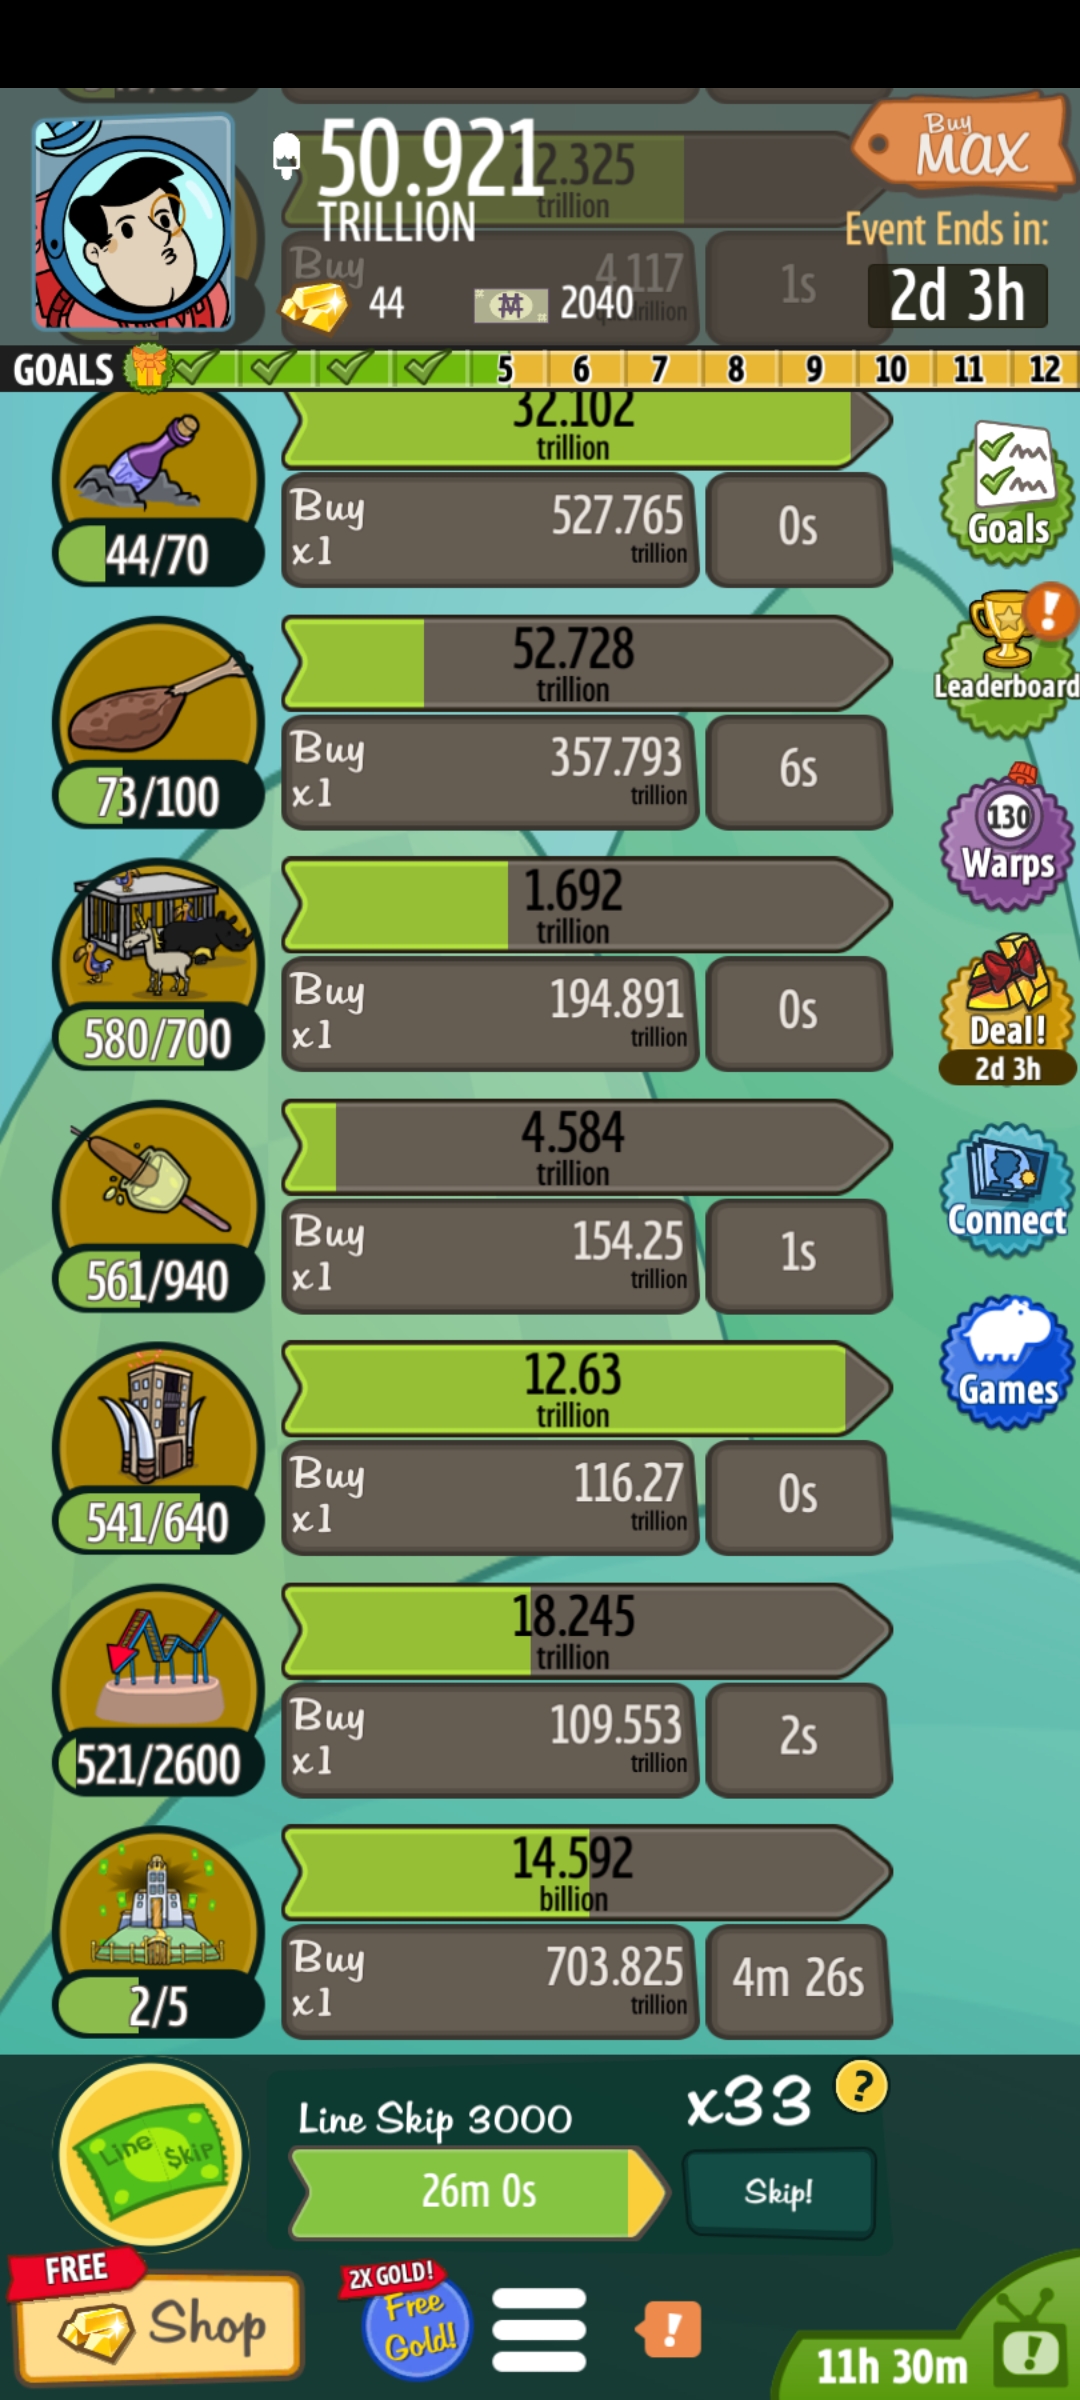 50.921
TRILLION
44
2040
Buy
MAX
Event Ends in:
2d 3h
2.325
trillion
Buy
4.117
1s
GOALS
5
6
7
8
9
10
11
12
32.102
trillion
44/70
Buy
x1
527.765
trillion
0s
Goals
52.728
trillion
73/100
Buy
x1
357.793
trillion
6s
Leaderboard
130
Warps
1.692
trillion
580/700
Buy
x1
194.891
trillion
0s
Deal!
2d 3h
4.584
trillion
561/940
Buy
x1
154.25
trillion
1s
Connect
12.63
trillion
541/640
Buy
x1
116.27
trillion
0s
Games
18.245
trillion
521/2600
Buy
x1
109.553
trillion
2s
14.592
billion
2/5
Buy
x1
703.825
trillion
4m 26s
Line $kip
Line Skip 3000
x33
?
26m 0s
Skip!
FREE
Shop
2X GOLD!
Free
Gold!
!
11h 30m
!